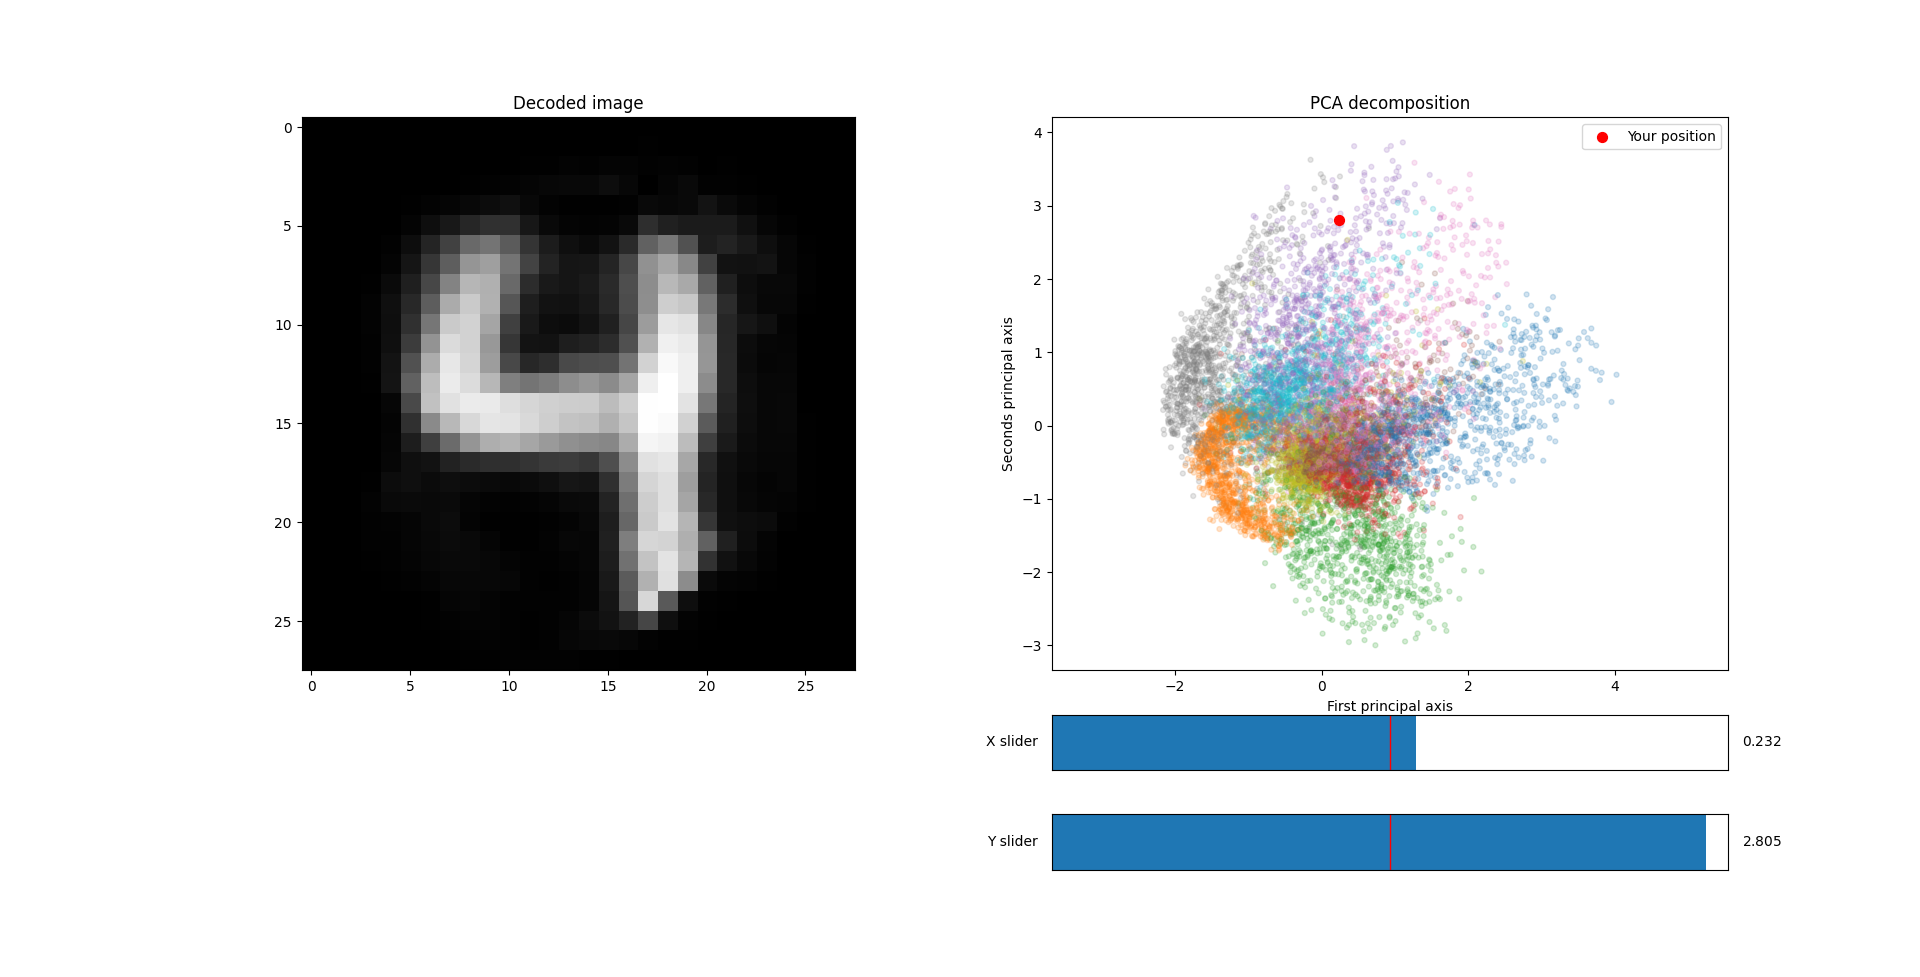 Decoded image
0
5
10
15
20
25
0 5 10 15 20 25
4
PCA decomposition
Your position
4
3
2
1
0
−1
−2
−3
Seconds principal axis
−2 0 2 4
First principal axis
X slider 0.232
Y slider 2.805